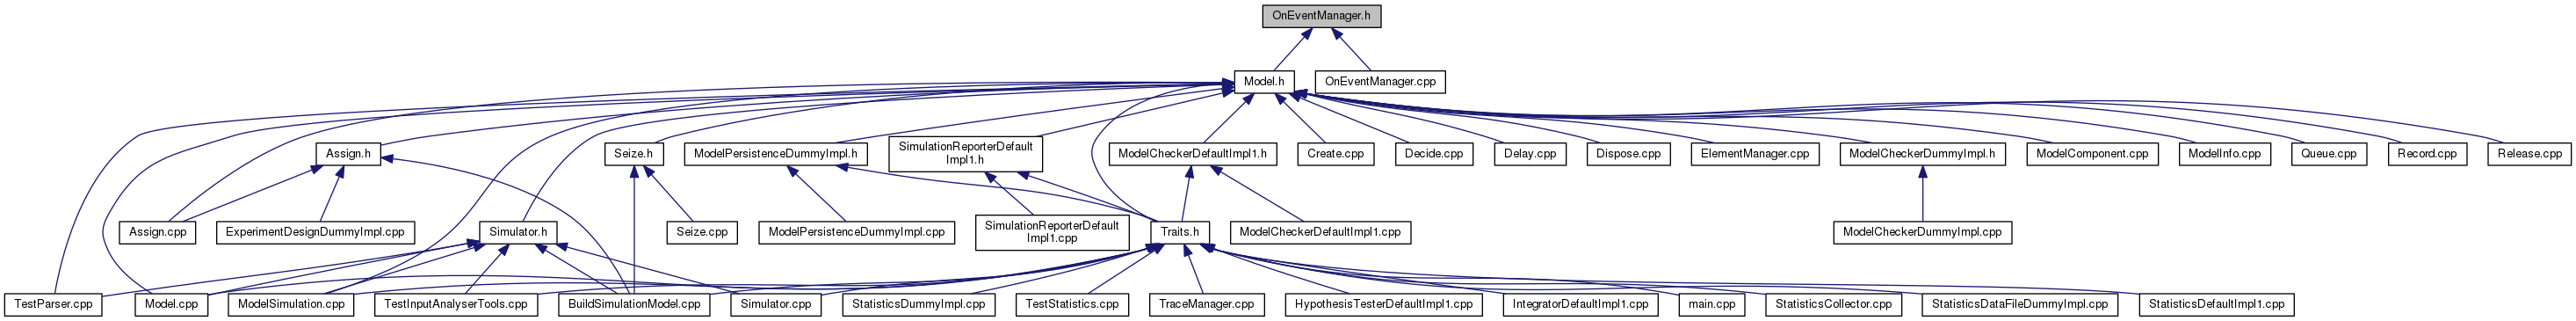 OnEventManager.h
Model.h
OnEventManager.cpp
Assign.h
Seize.h
ModelPersistenceDummyImpl.h
SimulationReporterDefault
Impl1.h
ModelCheckerDefaultImpl1.h
Create.cpp
Decide.cpp
Delay.cpp
Dispose.cpp
ElementManager.cpp
ModelCheckerDummyImpl.h
ModelComponent.cpp
ModelInfo.cpp
Queue.cpp
Record.cpp
Release.cpp
Assign.cpp
ExperimentDesignDummyImpl.cpp
Simulator.h
Seize.cpp
ModelPersistenceDummyImpl.cpp
SimulationReporterDefault
Impl1.cpp
Traits.h
ModelCheckerDefaultImpl1.cpp
ModelCheckerDummyImpl.cpp
TestParser.cpp
Model.cpp
ModelSimulation.cpp
TestInputAnalyserTools.cpp
BuildSimulationModel.cpp
Simulator.cpp
StatisticsDummyImpl.cpp
TestStatistics.cpp
TraceManager.cpp
HypothesisTesterDefaultImpl1.cpp
IntegratorDefaultImpl1.cpp
main.cpp
StatisticsCollector.cpp
StatisticsDataFileDummyImpl.cpp
StatisticsDefaultImpl1.cpp